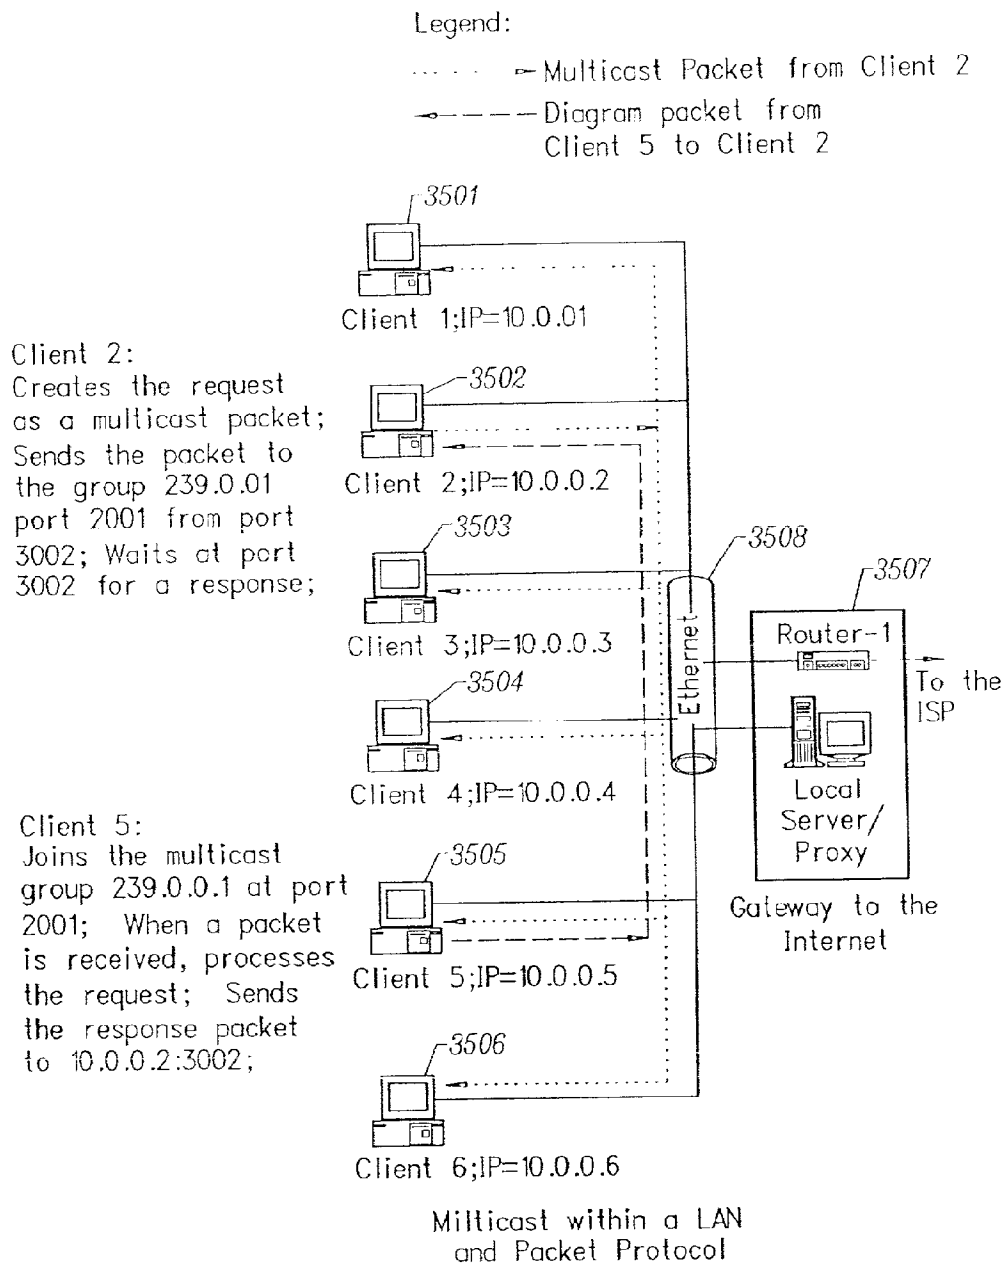 Legend:
Multicast Packet from Client 2
Diagram packet from
Client 5 to Client 2
3501
Client 1;IP=10.0.01
Client 2:
Creates the request
as a multicast packet;
Sends the packet to
the group 239.0.01
port 2001 from port
3002; Waits at port
3002 for a response;
3502
Client 2;IP=10.0.0.2
3503
Client 3;IP=10.0.0.3
3508
Ethernet
3507
Router-1
To the
ISP
Local
Server/
Proxy
Gateway to the
Internet
3504
Client 4;IP=10.0.0.4
Client 5:
Joins the multicast
group 239.0.0.1 at port
2001; When a packet
is received, processes
the request; Sends
the response packet
to 10.0.0.2:3002;
3505
Client 5;IP=10.0.0.5
3506
Client 6;IP=10.0.0.6
Milticast within a LAN
and Packet Protocol